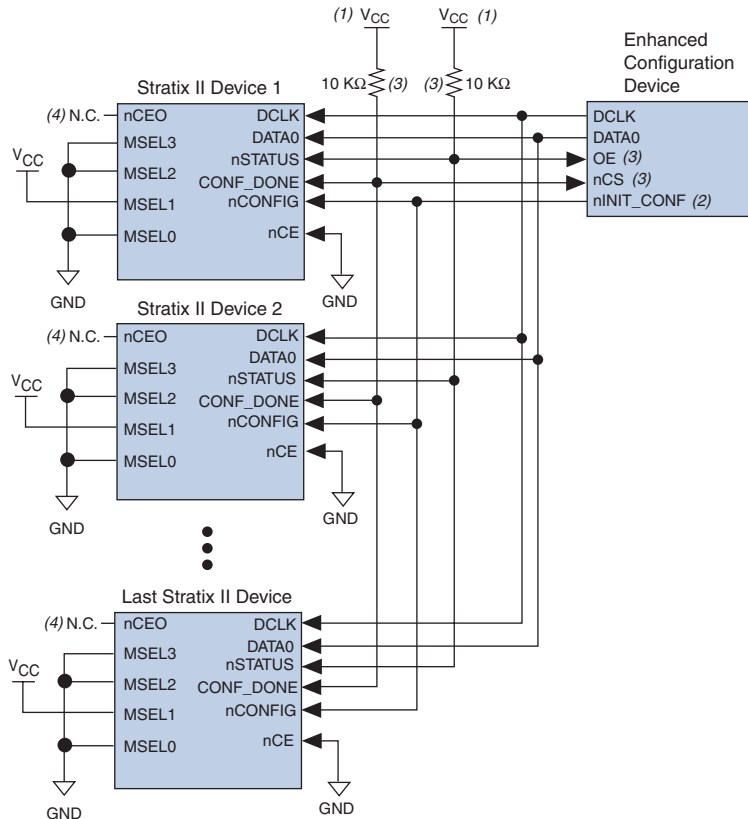 (1) VCC VCC (1)
10 KΩ (3) (3) 10 KΩ
Enhanced
Configuration
Device
DCLK
DATA0
OE (3)
nCS (3)
nINIT_CONF (2)
Stratix II Device 1
(4) N.C. nCEO DCLK
MSEL3 DATA0
VCC
MSEL2 nSTATUS
CONF_DONE
MSEL1 nCONFIG
MSEL0 nCE
GND GND
Stratix II Device 2
(4) N.C. nCEO DCLK
MSEL3 DATA0
VCC
MSEL2 nSTATUS
CONF_DONE
MSEL1 nCONFIG
MSEL0 nCE
GND GND
Last Stratix II Device
(4) N.C. nCEO DCLK
MSEL3 DATA0
VCC
MSEL2 nSTATUS
CONF_DONE
MSEL1 nCONFIG
MSEL0 nCE
GND GND